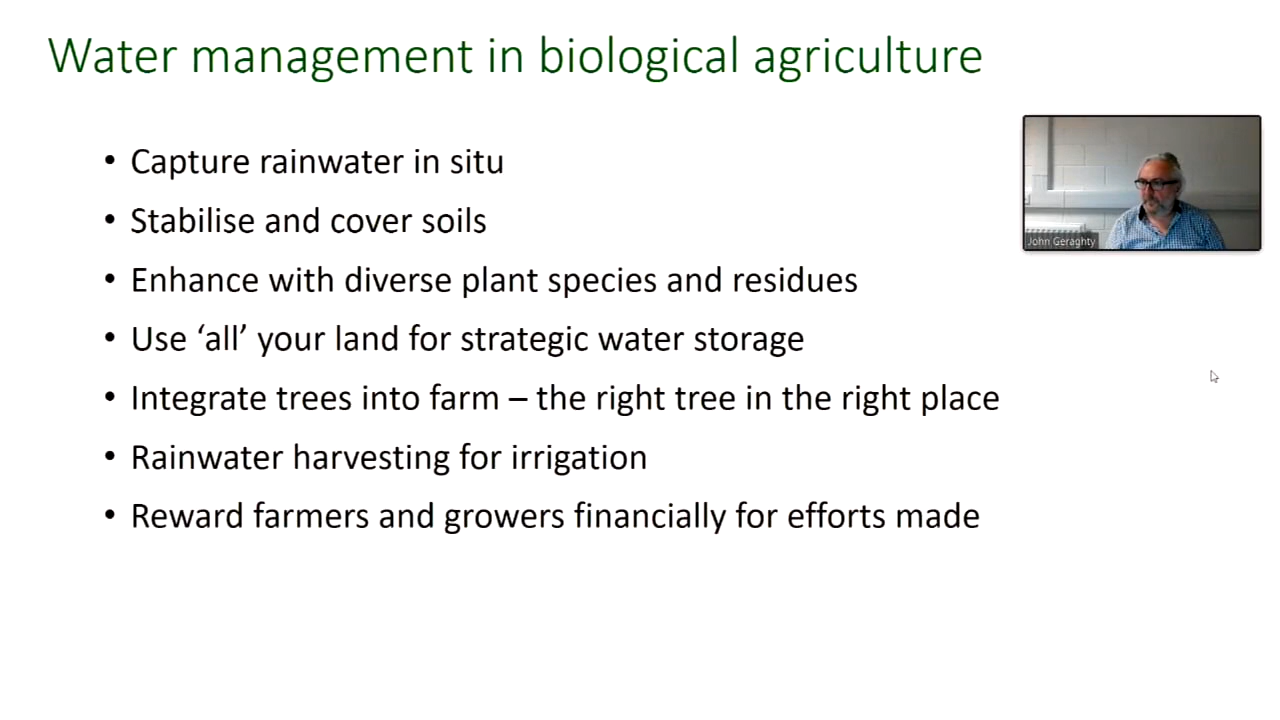 Water management in biological agriculture
• Capture rainwater in situ
• Stabilise and cover soils
• Enhance with diverse plant species and residues
• Use ‘all’ your land for strategic water storage
• Integrate trees into farm – the right tree in the right place
• Rainwater harvesting for irrigation
• Reward farmers and growers financially for efforts made
John Geraghty